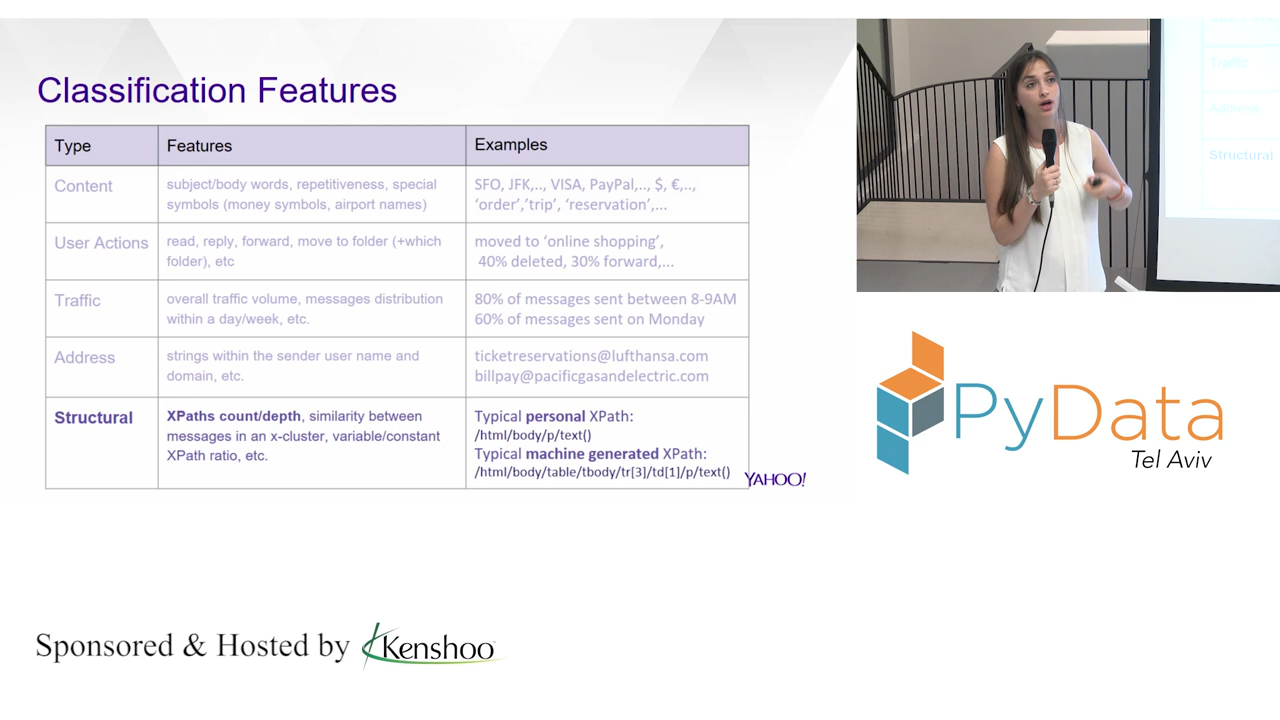 Classification Features
Type Features Examples
Content
subject/body words, repetitiveness, special
symbols (money symbols, airport names)
SFO, JFK,.., VISA, PayPal,.., $, €,..,
‘order’,’trip’, ‘reservation’,...
User Actions
read, reply, forward, move to folder (+which
folder), etc
moved to ‘online shopping’,
40% deleted, 30% forward,...
Traffic
overall traffic volume, messages distribution
within a day/week, etc.
80% of messages sent between 8-9AM
60% of messages sent on Monday
Address
strings within the sender user name and
domain, etc.
ticketreservations@lufthansa.com
billpay@pacificgasandelectric.com
Structural
XPaths count/depth, similarity between
messages in an x-cluster, variable/constant
XPath ratio, etc.
Typical personal XPath:
/html/body/p/text()
Typical machine generated XPath:
/html/body/table/tbody/tr[3]/td[1]/p/text()
YAHOO!
Traffic
Address
Structural
PyData
Tel Aviv
Sponsored & Hosted by Kenshoo